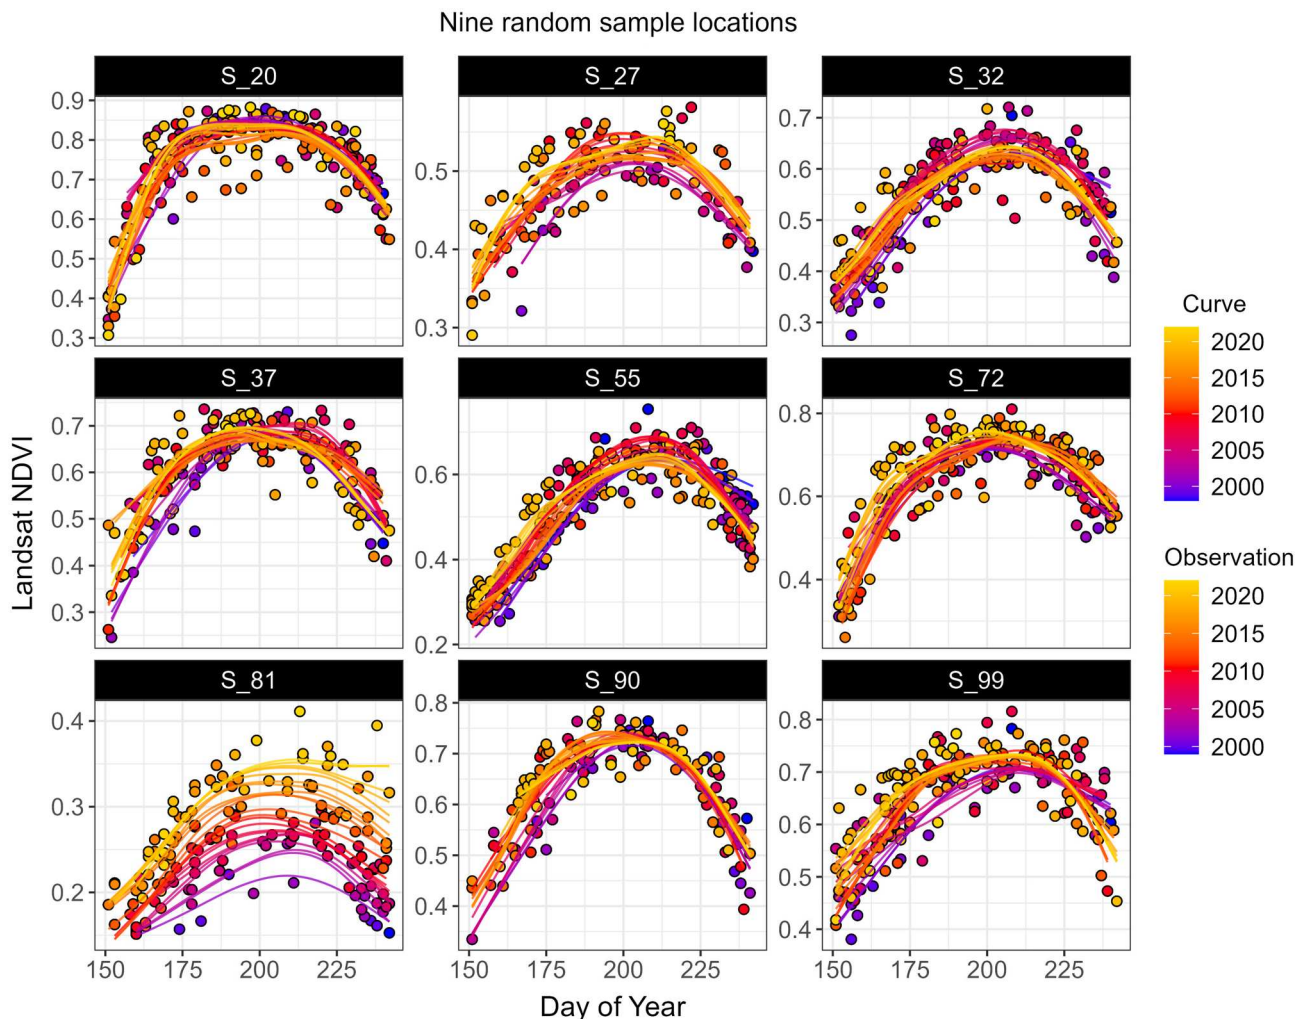 Nine random sample locations
S_20
S_27
S_32
0.9
0.8
0.7
0.6
0.5
0.4
0.3
0.5
0.4
0.3
0.7
0.6
0.5
0.4
0.3
S_37
S_55
S_72
0.7
0.6
0.5
0.4
0.3
0.6
0.4
0.2
0.8
0.6
0.4
S_81
S_90
S_99
0.4
0.3
0.2
0.8
0.7
0.6
0.5
0.4
0.8
0.7
0.6
0.5
0.4
150 175 200 225
150 175 200 225
150 175 200 225
Landsat NDVI
Day of Year
Curve
2020
2015
2010
2005
2000
Observation
2020
2015
2010
2005
2000